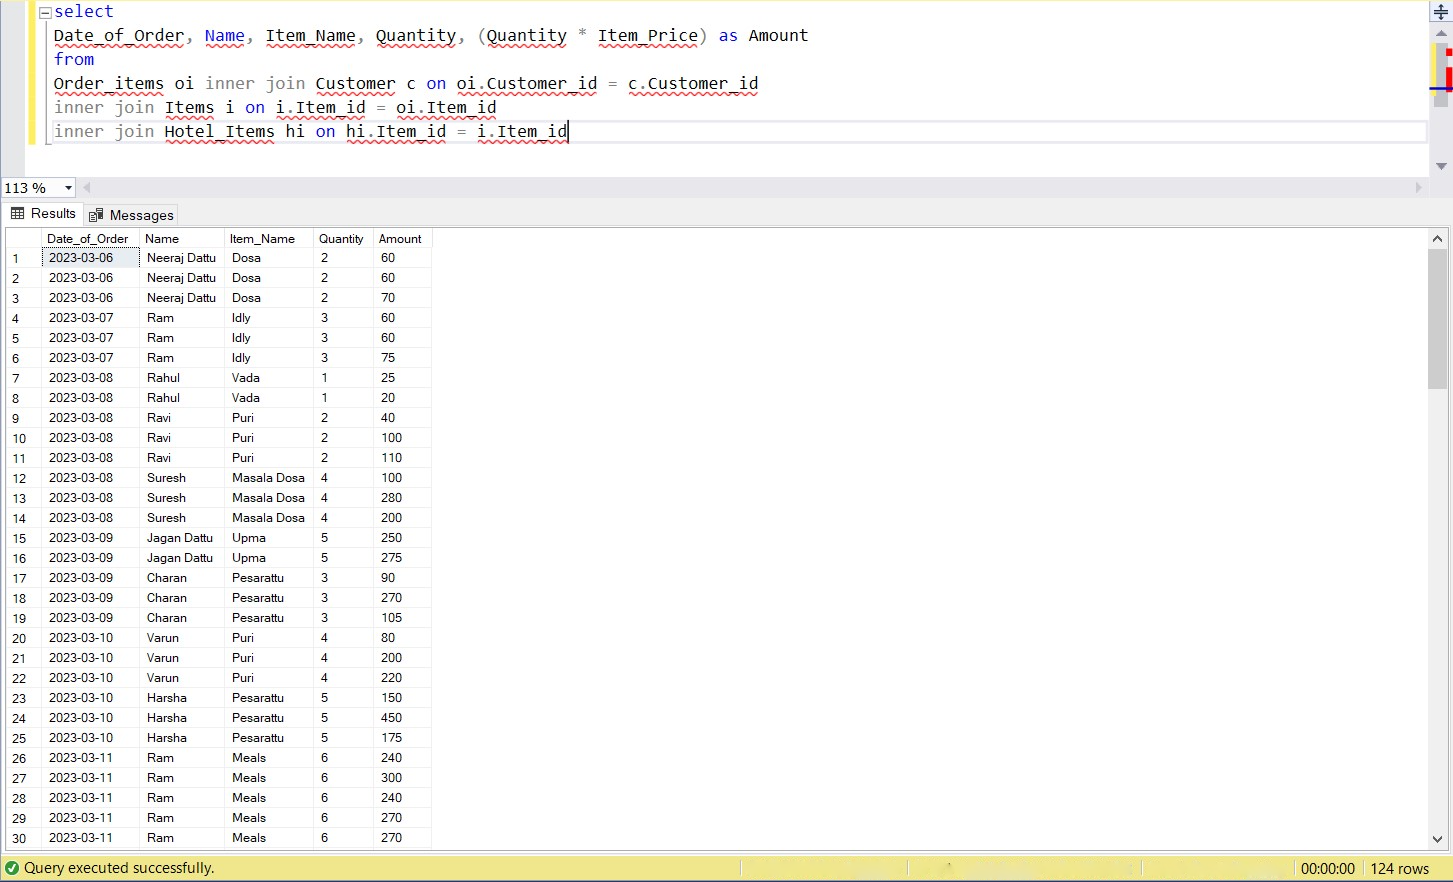 select
Date_of_Order, Name, Item_Name, Quantity, (Quantity * Item_Price) as Amount
from
Order_items oi inner join Customer c on oi.Customer_id = c.Customer_id
inner join Items i on i.Item_id = oi.Item_id
inner join Hotel_Items hi on hi.Item_id = i.Item_id
113 %
Results Messages
Date_of_Order Name Item_Name Quantity Amount
1 2023-03-06 Neeraj Dattu Dosa 2 60
2 2023-03-06 Neeraj Dattu Dosa 2 60
3 2023-03-06 Neeraj Dattu Dosa 2 70
4 2023-03-07 Ram Idly 3 60
5 2023-03-07 Ram Idly 3 60
6 2023-03-07 Ram Idly 3 75
7 2023-03-08 Rahul Vada 1 25
8 2023-03-08 Rahul Vada 1 20
9 2023-03-08 Ravi Puri 2 40
10 2023-03-08 Ravi Puri 2 100
11 2023-03-08 Ravi Puri 2 110
12 2023-03-08 Suresh Masala Dosa 4 100
13 2023-03-08 Suresh Masala Dosa 4 280
14 2023-03-08 Suresh Masala Dosa 4 200
15 2023-03-09 Jagan Dattu Upma 5 250
16 2023-03-09 Jagan Dattu Upma 5 275
17 2023-03-09 Charan Pesarattu 3 90
18 2023-03-09 Charan Pesarattu 3 270
19 2023-03-09 Charan Pesarattu 3 105
20 2023-03-10 Varun Puri 4 80
21 2023-03-10 Varun Puri 4 200
22 2023-03-10 Varun Puri 4 220
23 2023-03-10 Harsha Pesarattu 5 150
24 2023-03-10 Harsha Pesarattu 5 450
25 2023-03-10 Harsha Pesarattu 5 175
26 2023-03-11 Ram Meals 6 240
27 2023-03-11 Ram Meals 6 300
28 2023-03-11 Ram Meals 6 240
29 2023-03-11 Ram Meals 6 270
30 2023-03-11 Ram Meals 6 270
Query executed successfully. 00:00:00 124 rows